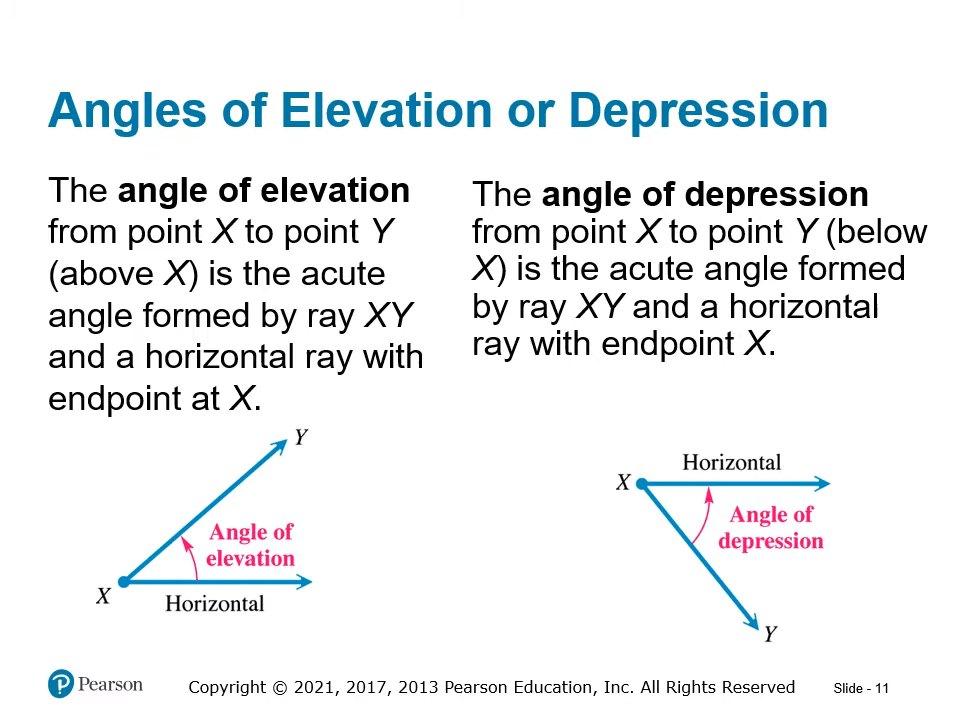 Angles of Elevation or Depression
The angle of elevation
from point X to point Y
(above X) is the acute
angle formed by ray XY
and a horizontal ray with
endpoint at X.
The angle of depression
from point X to point Y (below
X) is the acute angle formed
by ray XY and a horizontal
ray with endpoint X.
Y
Angle of
elevation
X
Horizontal
Horizontal
X
Angle of
depression
Y
Pearson
Copyright © 2021, 2017, 2013 Pearson Education, Inc. All Rights Reserved
Slide - 11